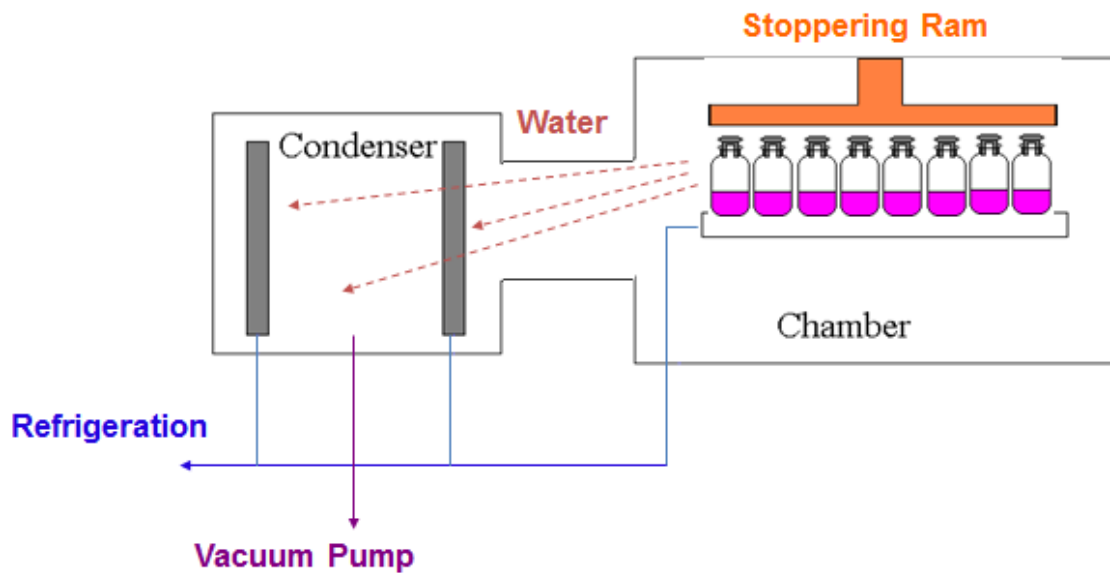 Stoppering Ram
Water
Condenser
Chamber
Refrigeration
Vacuum Pump